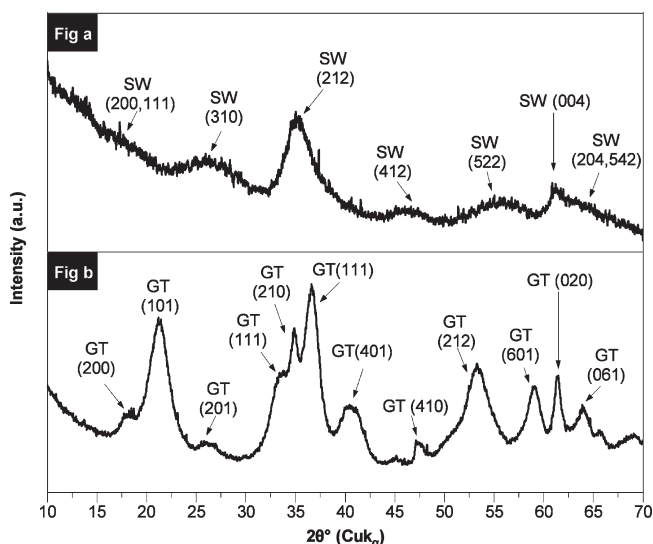 Fig a
SW
(200,111)
SW
(310)
SW
(212)
SW
(412)
SW
(522)
SW (004)
SW
(204,542)
Intensity (a.u.)
Fig b
GT
(200)
GT
(101)
GT
(201)
GT
(111)
GT
(210)
GT(111)
GT(401)
GT (410)
GT
(212)
GT
(601)
GT (020)
GT
(061)
10 15 20 25 30 35 40 45 50 55 60 65 70
2θ° (Cukα)